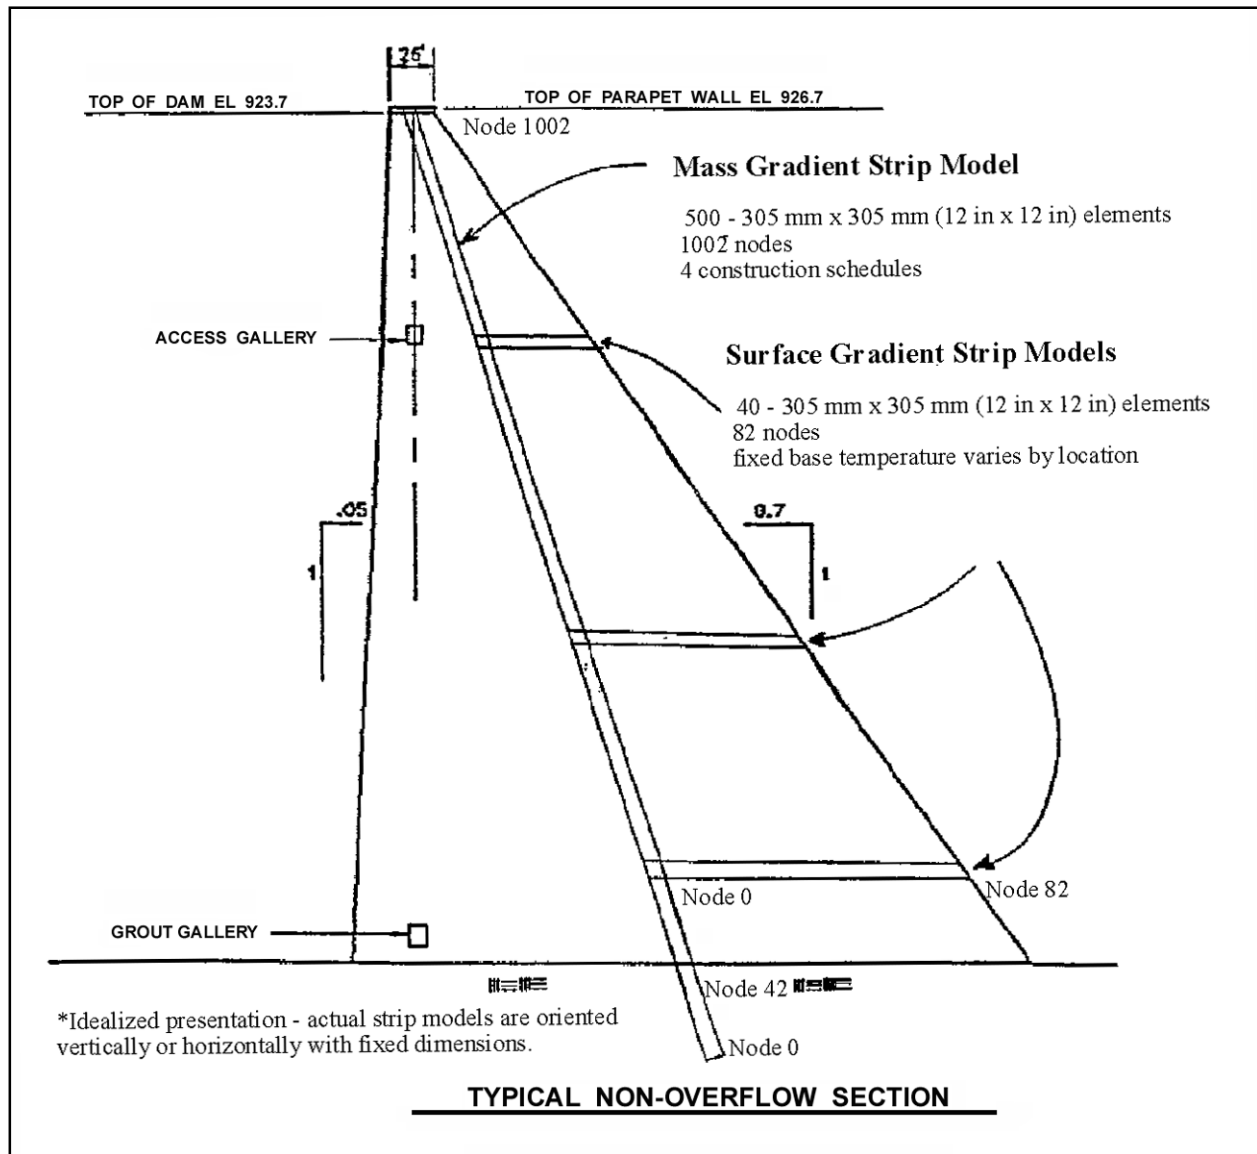 25'
TOP OF DAM EL 923.7
TOP OF PARAPET WALL EL 926.7
Node 1002
Mass Gradient Strip Model
500 - 305 mm x 305 mm (12 in x 12 in) elements
1002 nodes
4 construction schedules
ACCESS GALLERY
Surface Gradient Strip Models
40 - 305 mm x 305 mm (12 in x 12 in) elements
82 nodes
fixed base temperature varies by location
.05
1
0.7
1
Node 0
Node 82
GROUT GALLERY
Node 42
*Idealized presentation - actual strip models are oriented
vertically or horizontally with fixed dimensions.
Node 0
TYPICAL NON-OVERFLOW SECTION